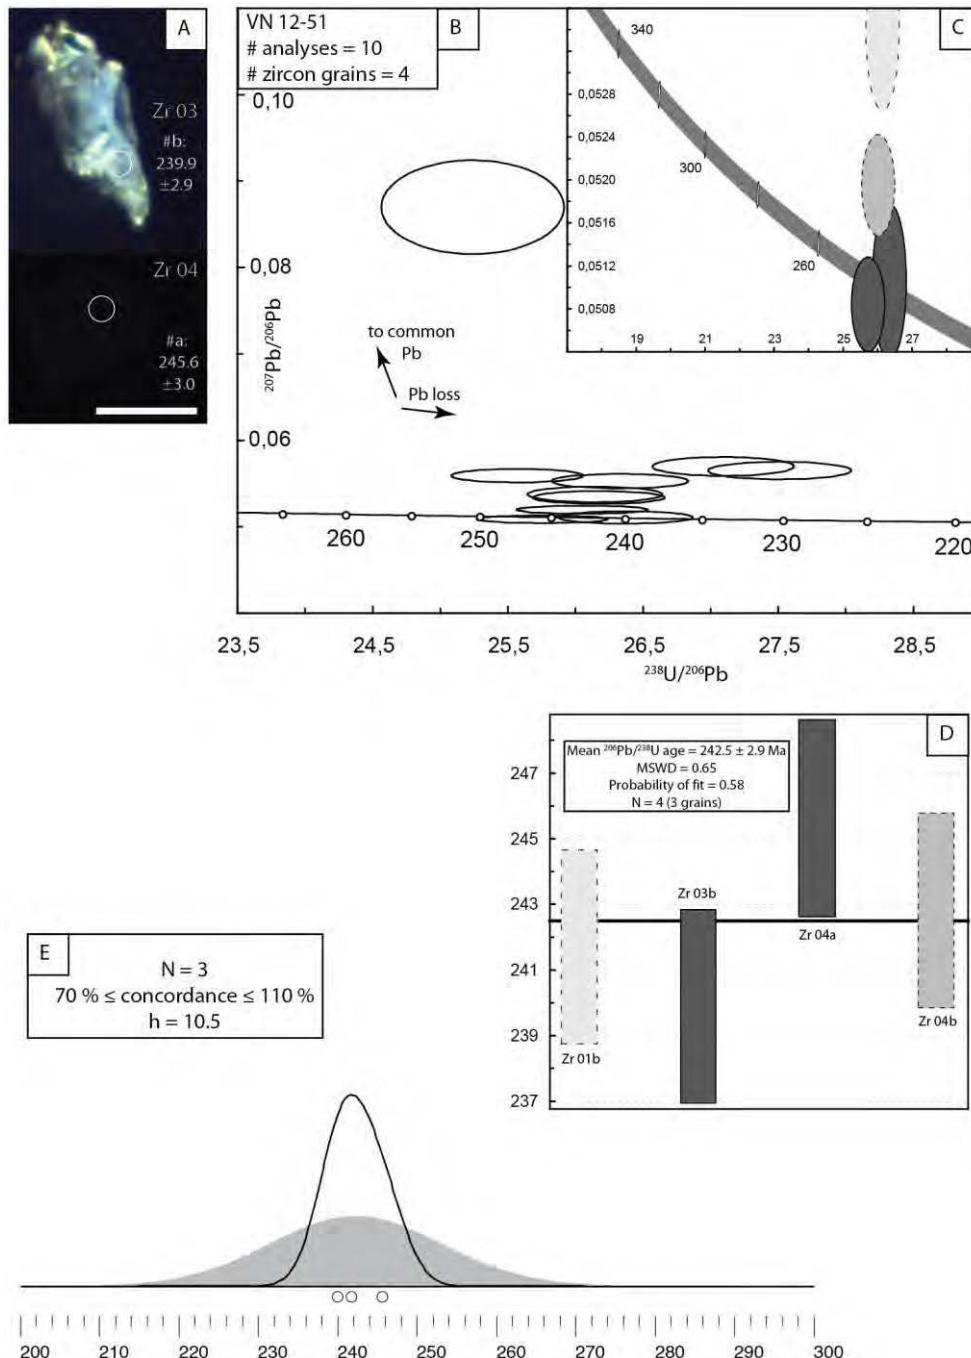 A
Zr 03
#b:
239.9
±2.9
Zr 04
#a:
245.6
±3.0
VN 12-51
# analyses = 10
# zircon grains = 4
B
0,10
0,08
0,06
207Pb/206Pb
to common
Pb
Pb loss
260 250 240 230 220
23,5 24,5 25,5 26,5 27,5 28,5
238U/206Pb
C
340
300
260
0,0528
0,0524
0,0520
0,0516
0,0512
0,0508
19 21 23 25 27
D
Mean 206Pb/238U age = 242.5 ± 2.9 Ma
MSWD = 0.65
Probability of fit = 0.58
N = 4 (3 grains)
247
245
243
241
239
237
Zr 03b
Zr 04a
Zr 04b
Zr 01b
E
N = 3
70 % ≤ concordance ≤ 110 %
h = 10.5
200 210 220 230 240 250 260 270 280 290 300